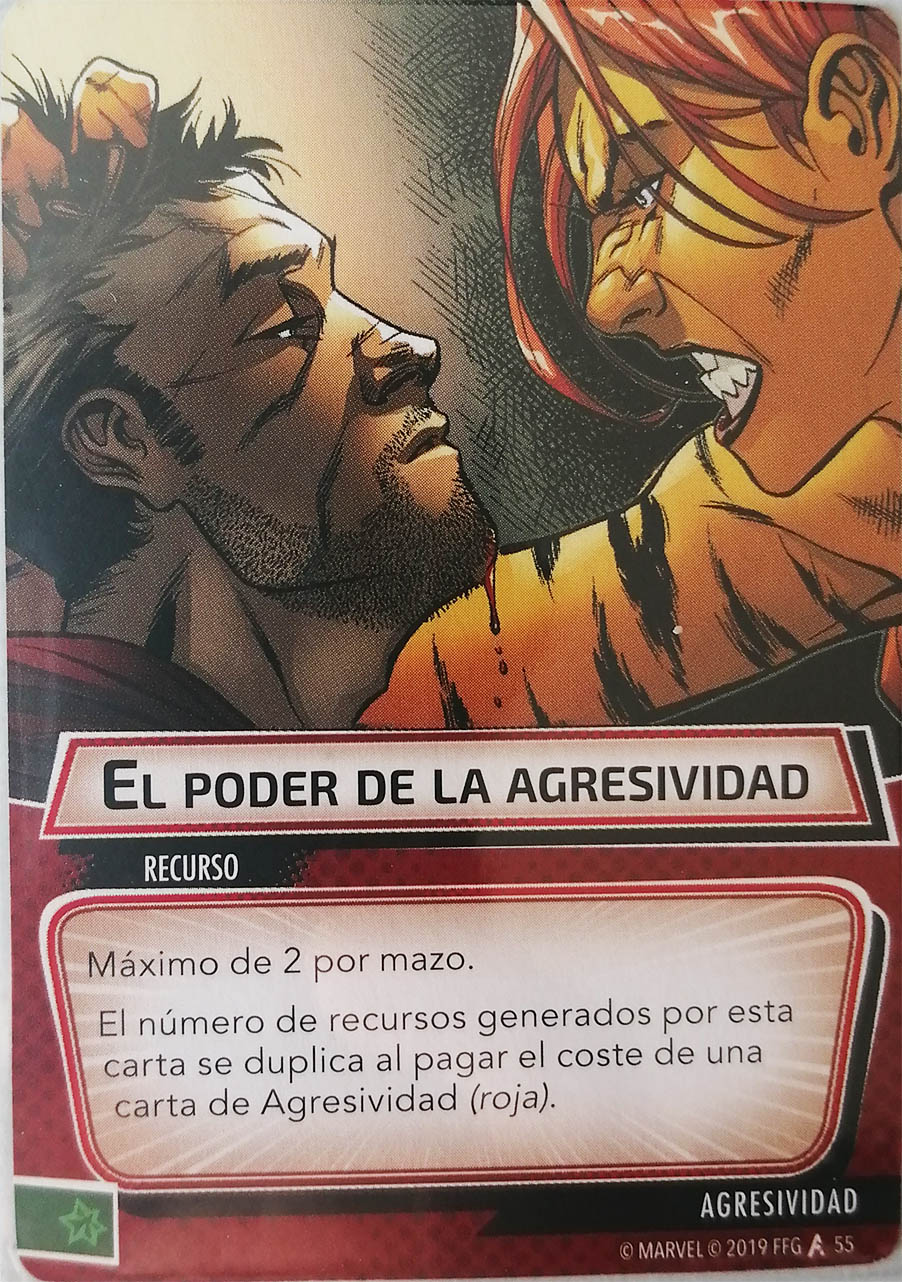 EL PODER DE LA AGRESIVIDAD
RECURSO
Máximo de 2 por mazo.
El número de recursos generados por esta
carta se duplica al pagar el coste de una
carta de Agresividad (roja).
AGRESIVIDAD
© MARVEL © 2019 FFG 55